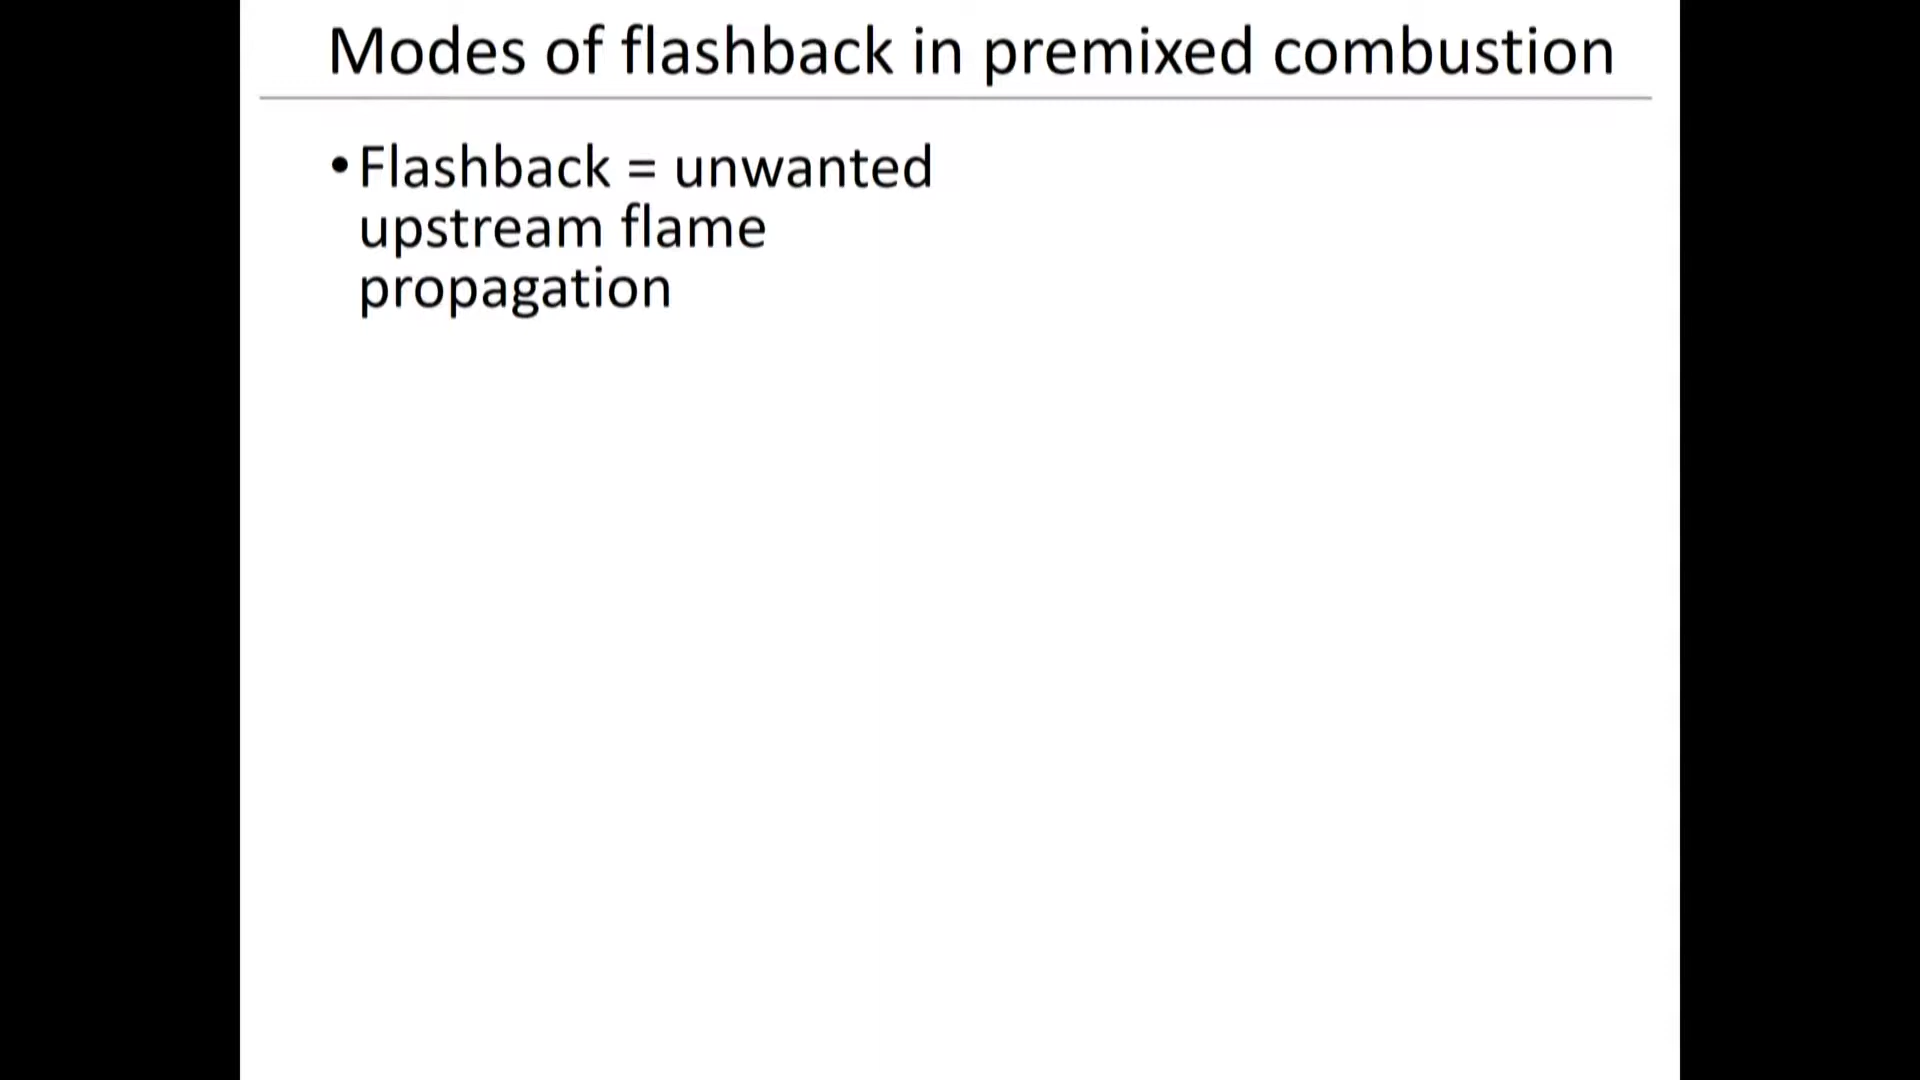 Modes of flashback in premixed combustion
•Flashback = unwanted
upstream flame
propagation